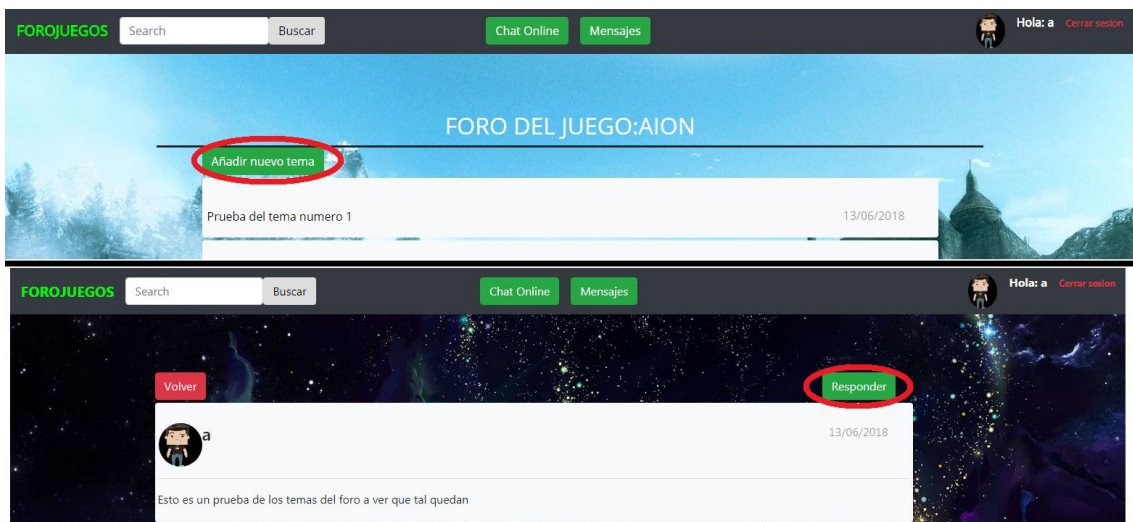 FOROJUEGOS Search Buscar Chat Online Mensajes Hola: a Cerrar sesion
FORO DEL JUEGO:AION
Añadir nuevo tema
Prueba del tema numero 1 13/06/2018
FOROJUEGOS Search Buscar Chat Online Mensajes Hola: a Cerrar sesion
Volver Responder
a 13/06/2018
Esto es un prueba de los temas del foro a ver que tal quedan